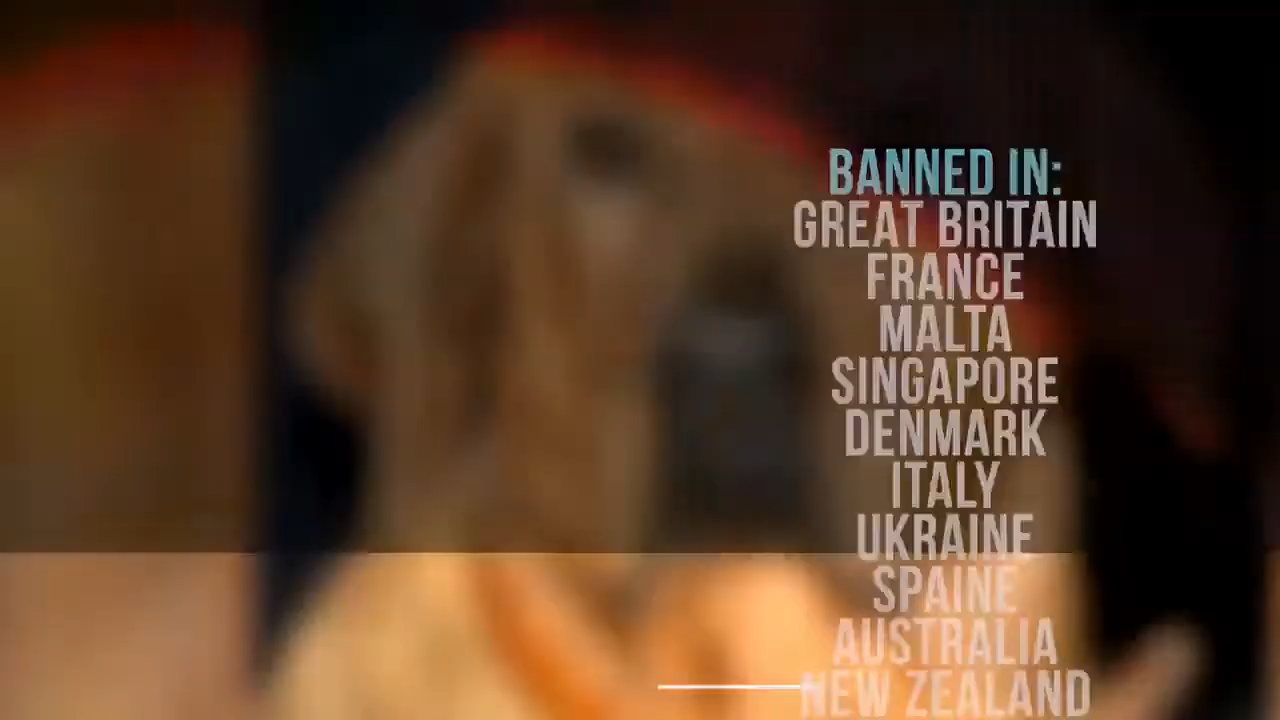 BANNED IN:
GREAT BRITAIN
FRANCE
MALTA
SINGAPORE
DENMARK
ITALY
UKRAINE
SPAINE
AUSTRALIA
NEW ZEALAND